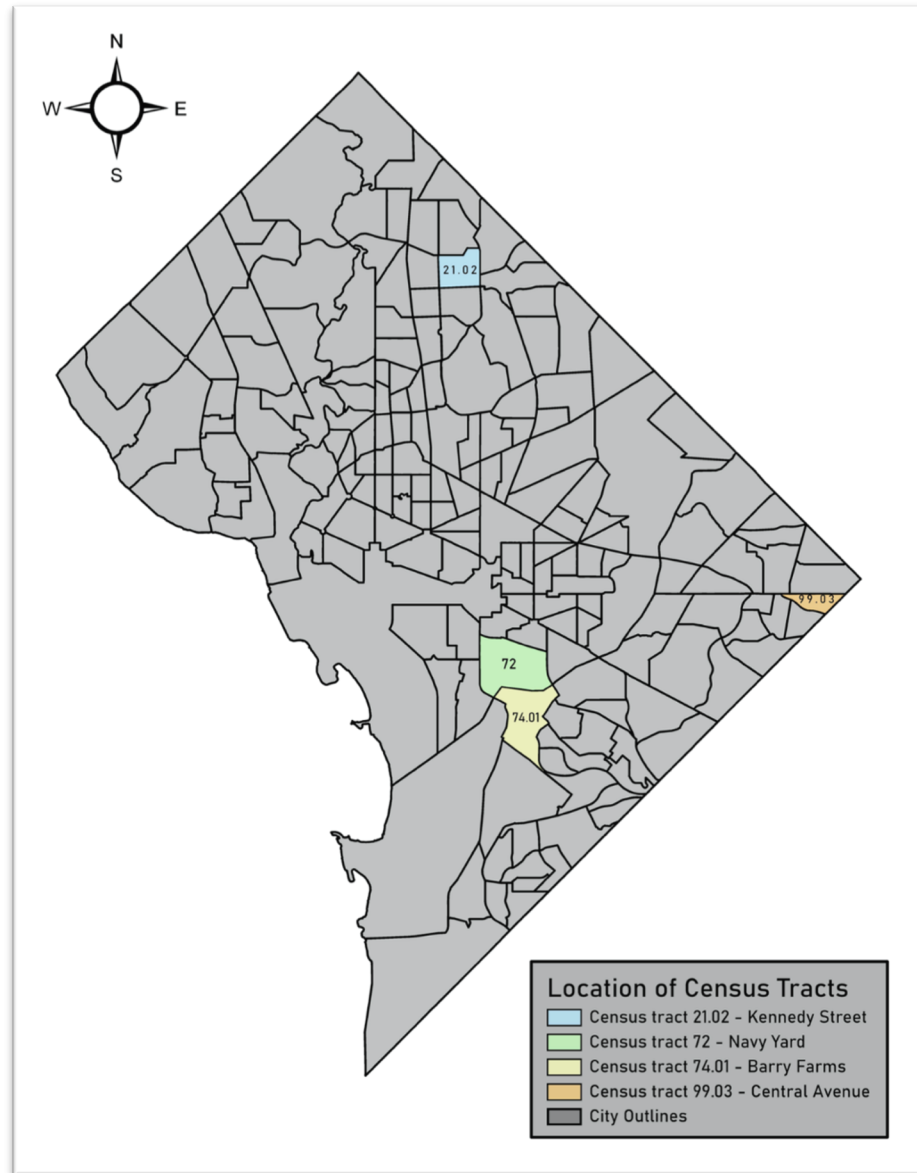 N
W E
S
21.02
99.03
72
74.01
Location of Census Tracts
Census tract 21.02 - Kennedy Street
Census tract 72 - Navy Yard
Census tract 74.01 - Barry Farms
Census tract 99.03 - Central Avenue
City Outlines